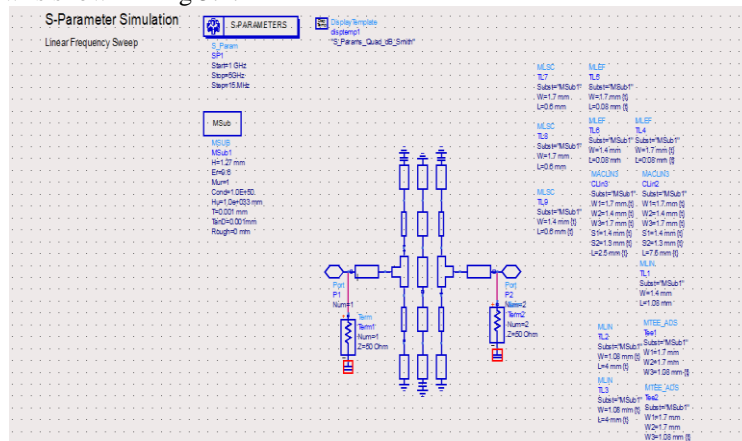 S-Parameter Simulation
Linear Frequency Sweep
S-PARAMETERS
S_Param
SP1
Start=1 GHz
Stop=5GHz
Step=15.MHz
DisplayTemplate
disptemp1
"S_Params_Quad_dB_Smith"
MSub
MSUB
MSub1
H=1.27 mm
Er=9.6
Mur=1
Cond=1.0E+50.
Hu=1.0e+033 mm
T=0.001 mm
TanD=0.001mm
Rough=0 mm
Port
P1
Num=1
Term
Term1
Num=1
Z=50 Ohm
Port
P2
Num=2
Term2
Num=2
Z=50 Ohm
MLSC
TL7
Subst="MSub1"
W=1.7 mm
L=0.6 mm
MLEF
TL5
Subst="MSub1"
W=1.7 mm {t}
L=0.08 mm {t}
MLSC
TL8
Subst="MSub1"
W=1.7 mm
L=0.6 mm
MLEF
TL6
Subst="MSub1"
W=1.4 mm
L=0.08 mm
MLEF
TL4
Subst="MSub1"
W=1.7 mm {t}
L=0.08 mm {t}
MLSC
TL9
Subst="MSub1"
W=1.4 mm {t}
L=0.6 mm {t}
MACLIN3
CLin3
Subst="MSub1"
W1=1.7 mm {t}
W2=1.4 mm {t}
W3=1.7 mm {t}
S1=1.4 mm {t}
S2=1.3 mm {t}
L=2.5 mm {t}
MACLIN3
CLin2
Subst="MSub1"
W1=1.7 mm {t}
W2=1.4 mm {t}
W3=1.7 mm {t}
S1=1.3 mm {t}
S2=1.3 mm {t}
L=7.6 mm {t}
MLIN.
TL1
Subst="MSub1"
W=1.4 mm
L=1.08 mm
MLIN
TL2
Subst="MSub1"
W=1.08 mm {t}
L=4 mm {t}
MTEE_ADS
Tee1
Subst="MSub1"
W1=1.7 mm
W2=1.7 mm
W3=1.08 mm {t}
MLIN
TL3
Subst="MSub1"
W=1.08 mm {t}
L=4 mm {t}
MTEE_ADS
Tee2
Subst="MSub1"
W1=1.7 mm
W2=1.7 mm
W3=1.08 mm {t}